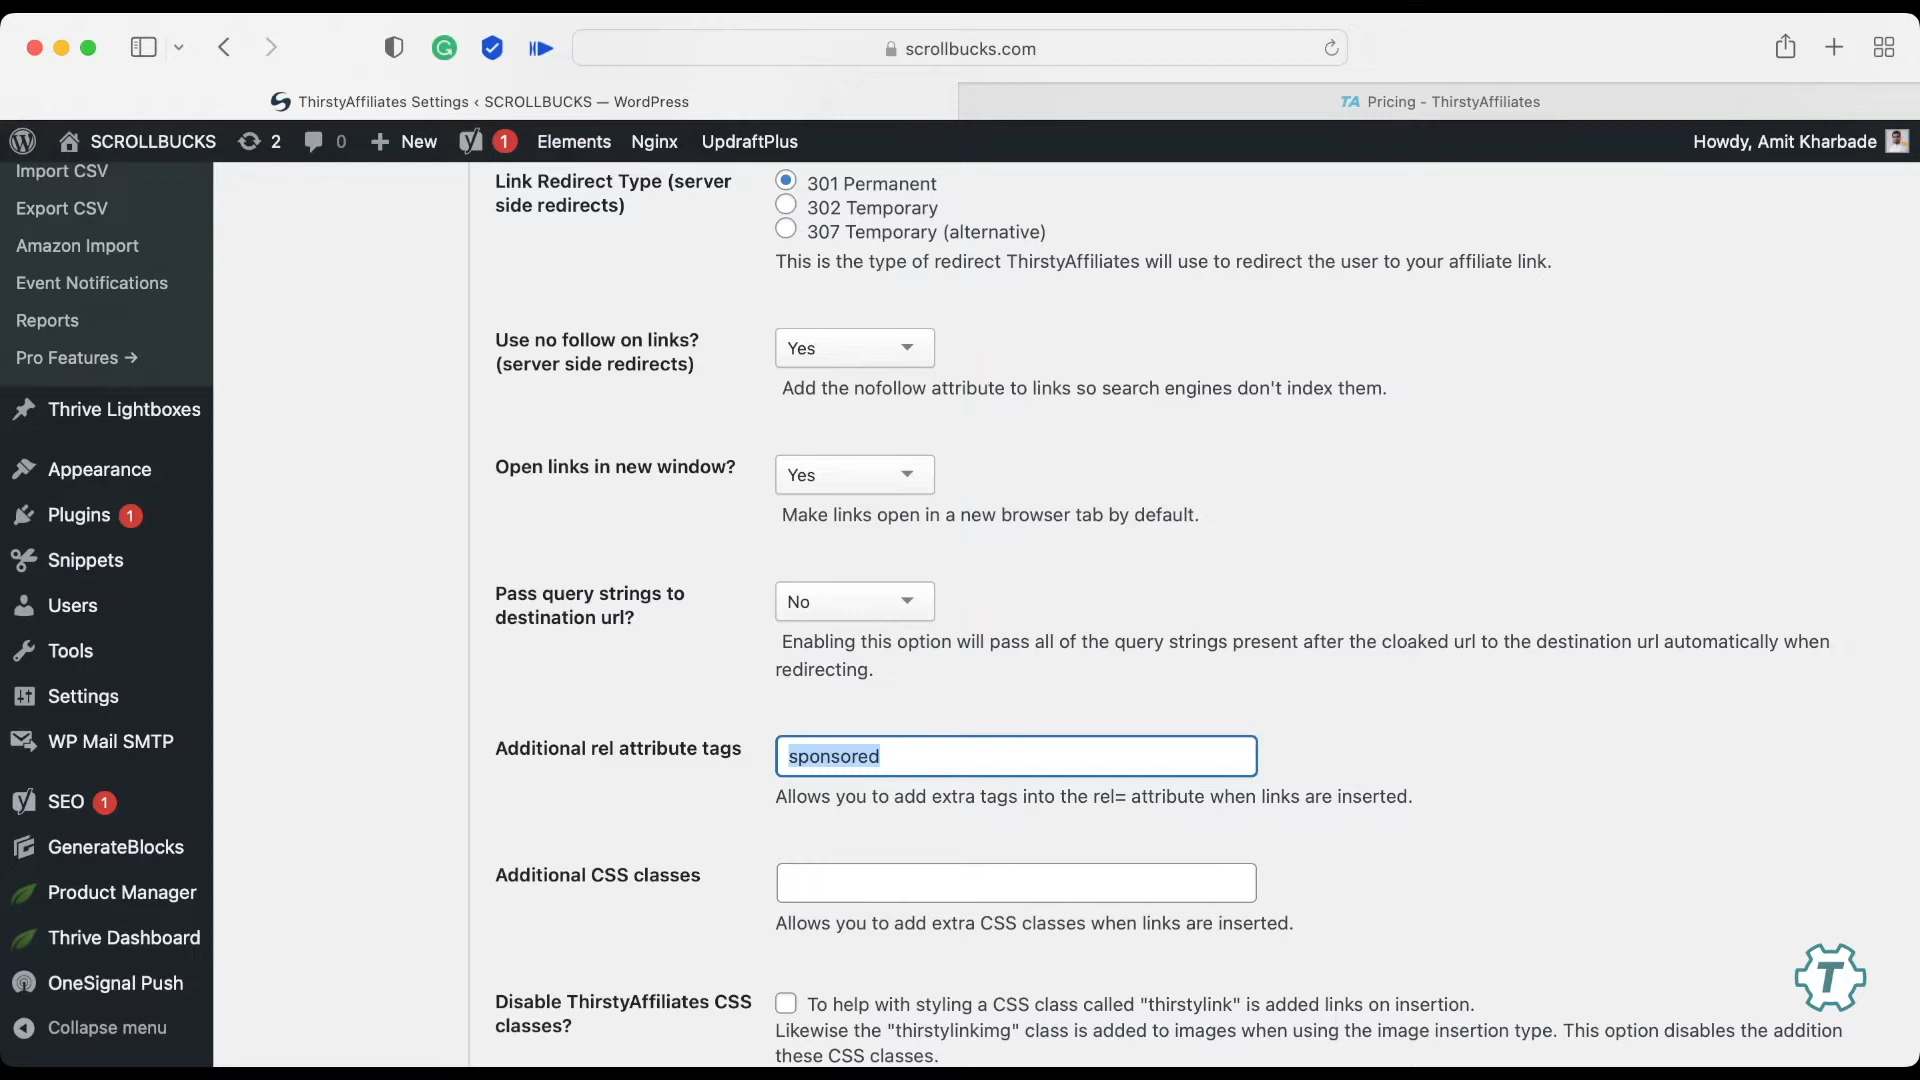 scrollbucks.com
ThirstyAffiliates Settings ‹ SCROLLBUCKS — WordPress
TA Pricing - ThirstyAffiliates
SCROLLBUCKS 2 0 New 1 Elements Nginx UpdraftPlus Howdy, Amit Kharbade
Import CSV
Export CSV
Amazon Import
Event Notifications
Reports
Pro Features →
Thrive Lightboxes
Appearance
Plugins 1
Snippets
Users
Tools
Settings
WP Mail SMTP
SEO 1
GenerateBlocks
Product Manager
Thrive Dashboard
OneSignal Push
Collapse menu
Link Redirect Type (server
side redirects)
301 Permanent
302 Temporary
307 Temporary (alternative)
This is the type of redirect ThirstyAffiliates will use to redirect the user to your affiliate link.
Use no follow on links?
(server side redirects)
Yes
Add the nofollow attribute to links so search engines don't index them.
Open links in new window?
Yes
Make links open in a new browser tab by default.
Pass query strings to
destination url?
No
Enabling this option will pass all of the query strings present after the cloaked url to the destination url automatically when
redirecting.
Additional rel attribute tags
sponsored
Allows you to add extra tags into the rel= attribute when links are inserted.
Additional CSS classes
Allows you to add extra CSS classes when links are inserted.
Disable ThirstyAffiliates CSS
classes?
To help with styling a CSS class called "thirstylink" is added links on insertion.
Likewise the "thirstylinkimg" class is added to images when using the image insertion type. This option disables the addition
these CSS classes.
T